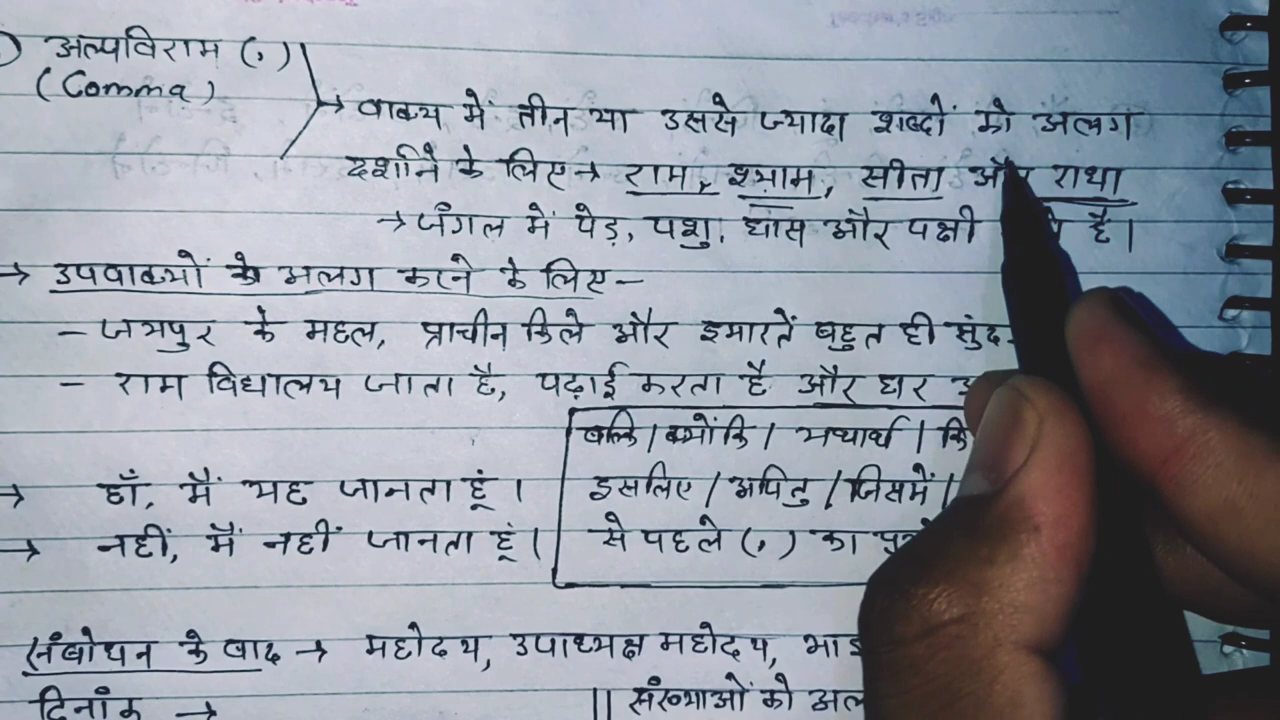 अल्पविराम (,)
(Comma)
→ वाक्य में तीन या उससे ज्यादा शब्दों को अलग
दर्शाने के लिए → राम, श्याम, सीता और राधा
→ जंगल में पेड़, पशु, घास और पक्षी है।
→ उपवाक्यों के अलग करने के लिए –
– जयपुर के महल, प्राचीन किले और इमारतें बहुत ही
– राम विद्यालय जाता है, पढ़ाई करता है और घर
बल्कि / क्योंकि / यथार्थ / कि
→ हाँ, मैं यह जानता हूं।
इसलिए / अपितु / जिसमें /
→ नहीं, मैं नहीं जानता हूं।
से पहले (,) का
संबोधन के बाद → महोदय, उपाध्यक्ष महोदय,
दिनांक →
|| संख्याओं को